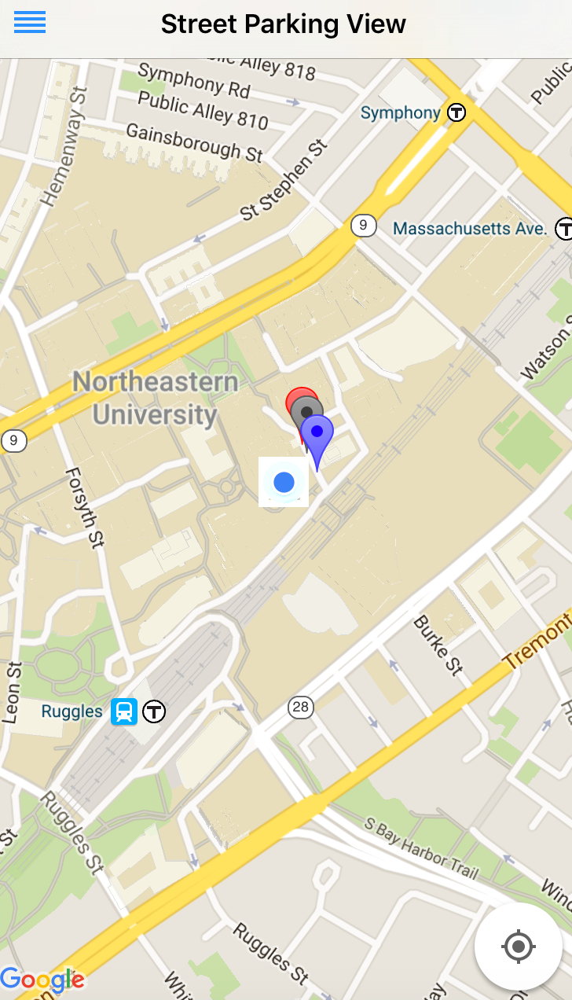 Street Parking View
Alley 818
Symphony Rd
Public Alley 810
Gainsborough St
Hemenway St
St Stephen St
Symphony T
Public
9
Massachusetts Ave. T
Watson
Northeastern
University
9
Forsyth St
Burke St
Tremont
Leon St
Ruggles T
28
Ruggles St
St
S Bay Harbor Trail
Ruggles St
Google